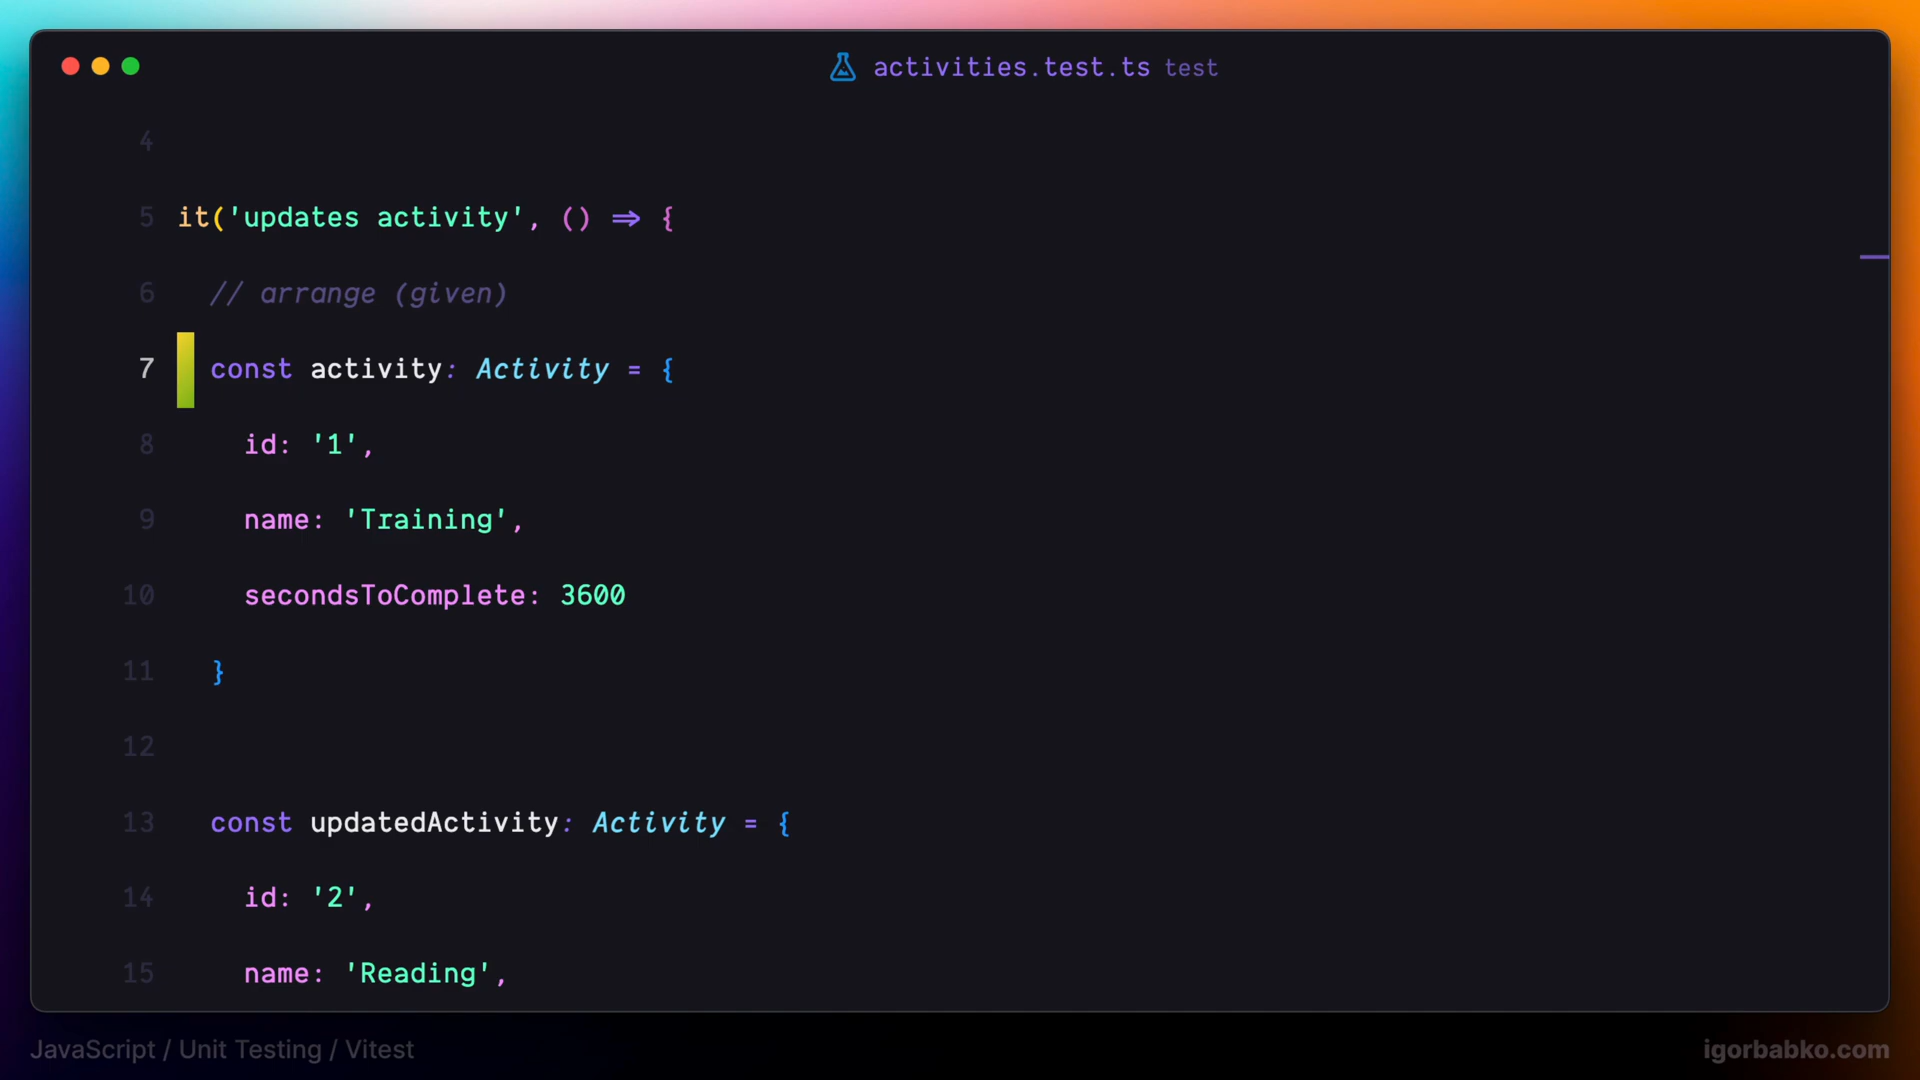 activities.test.ts test
4
5 it('updates activity', () => {
6 // arrange (given)
7 const activity: Activity = {
8 id: '1',
9 name: 'Training',
10 secondsToComplete: 3600
11 }
12
13 const updatedActivity: Activity = {
14 id: '2',
15 name: 'Reading',
JavaScript / Unit Testing / Vitest
igorbabko.com